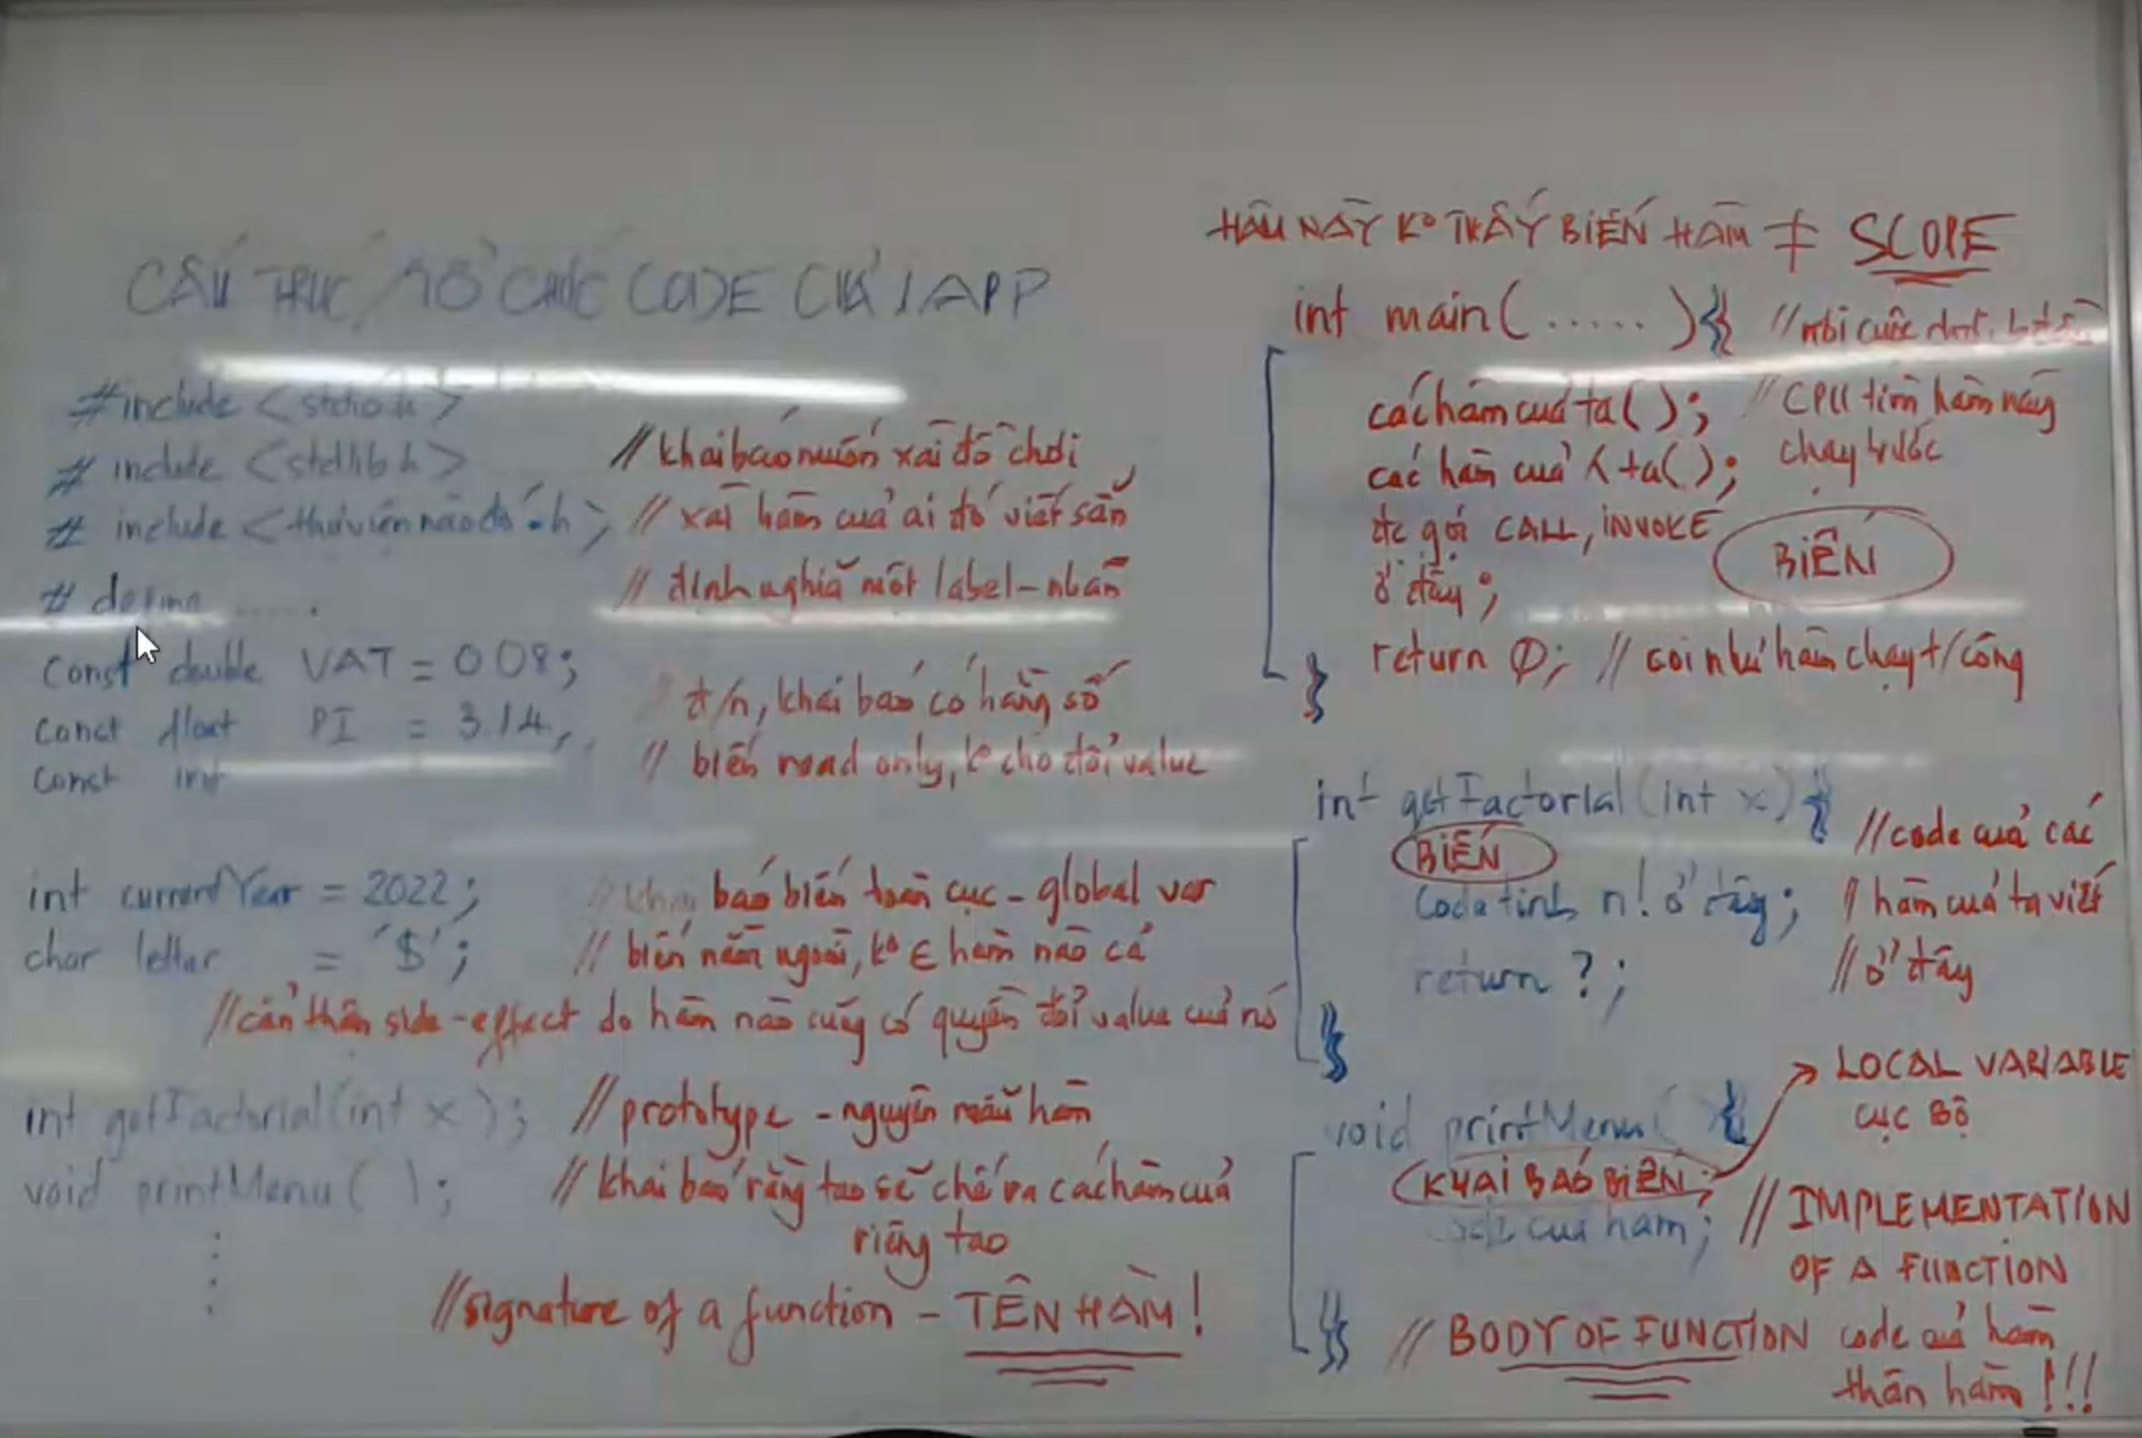 CẤU TRÚC/TỔ CHỨC CODE CỦA 1 APP
#include <stdio.h>
# include <stdlib.h> // khai báo muốn xài đồ chơi
# include <thư viện nào đó.h> // xài hàm của ai đó viết sẵn
# define ..... // định nghĩa một label - nhãn
const double VAT = 0.08;
đ/n, khai báo có hằng số
const float PI = 3.14,
// biến read only, k° cho đổi value
const int
int currentYear = 2022; // khai báo biến toàn cục - global var
char letter = '$'; // biến nằm ngoài, k° ∈ hàm nào cả
// cẩn thận side-effect do hàm nào cũng có quyền đổi value của nó
int getFactorial(int x); // prototype - nguyên mẫu hàm
void printMenu( ); // khai báo rằng tao sẽ chế ra các hàm của
riêng tao
// signature of a function - TÊN HÀM!
HÀM NÀY K° THẤY BIẾN HÀM ≠ SCOPE
int main( ..... ){ // mọi cuộc
các hàm của ta( ); // CPU tìm hàm này
chạy trước
các hàm của ta( );
đc gọi CALL, INVOKE
BIẾN
ở đây;
return 0; // coi như hàm chạy t/công
}
int getFactorial(int x){
// code của các
BIẾN
Code tính n! ở đây; // hàm của ta viết
return ?; // ở đây
}
LOCAL VARIABLE
CỤC BỘ
void printMenu( ){
KHAI BÁO BIẾN;
code của hàm; // IMPLEMENTATION
OF A FUNCTION
} // BODY OF FUNCTION code của hàm
thân hàm!!!